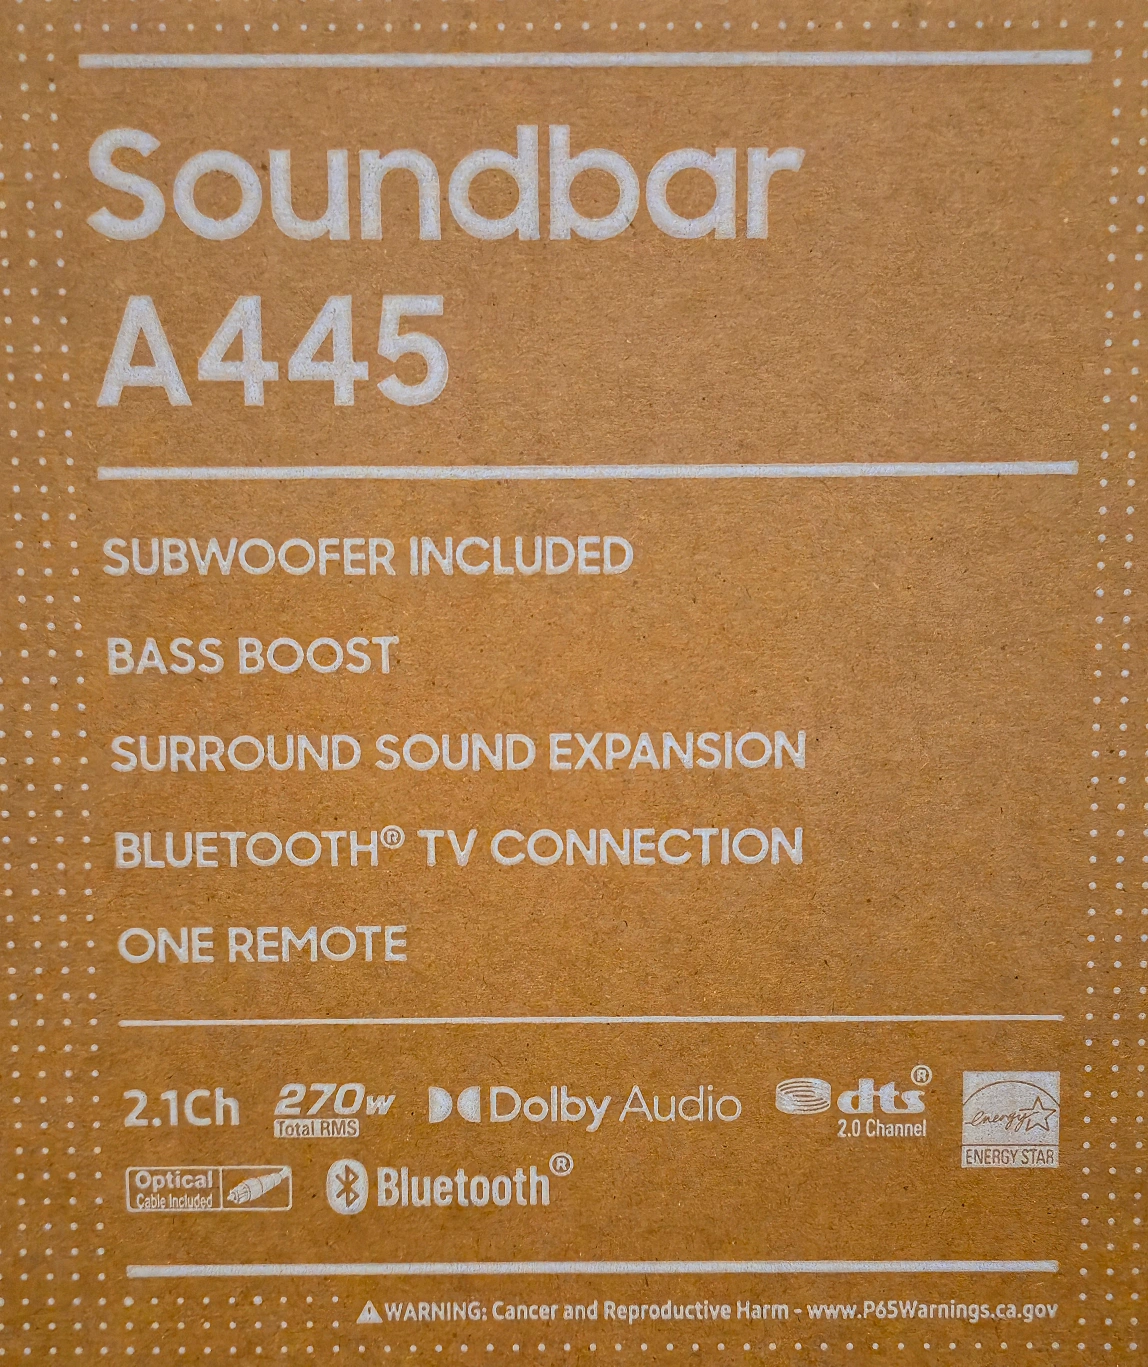 Soundbar
A445
SUBWOOFER INCLUDED
BASS BOOST
SURROUND SOUND EXPANSION
BLUETOOTH® TV CONNECTION
ONE REMOTE
2.1Ch
270W
Total RMS
Dolby Audio
dts®
2.0 Channel
energy
ENERGY STAR
Optical
Cable Included
Bluetooth®
WARNING: Cancer and Reproductive Harm - www.P65Warnings.ca.gov